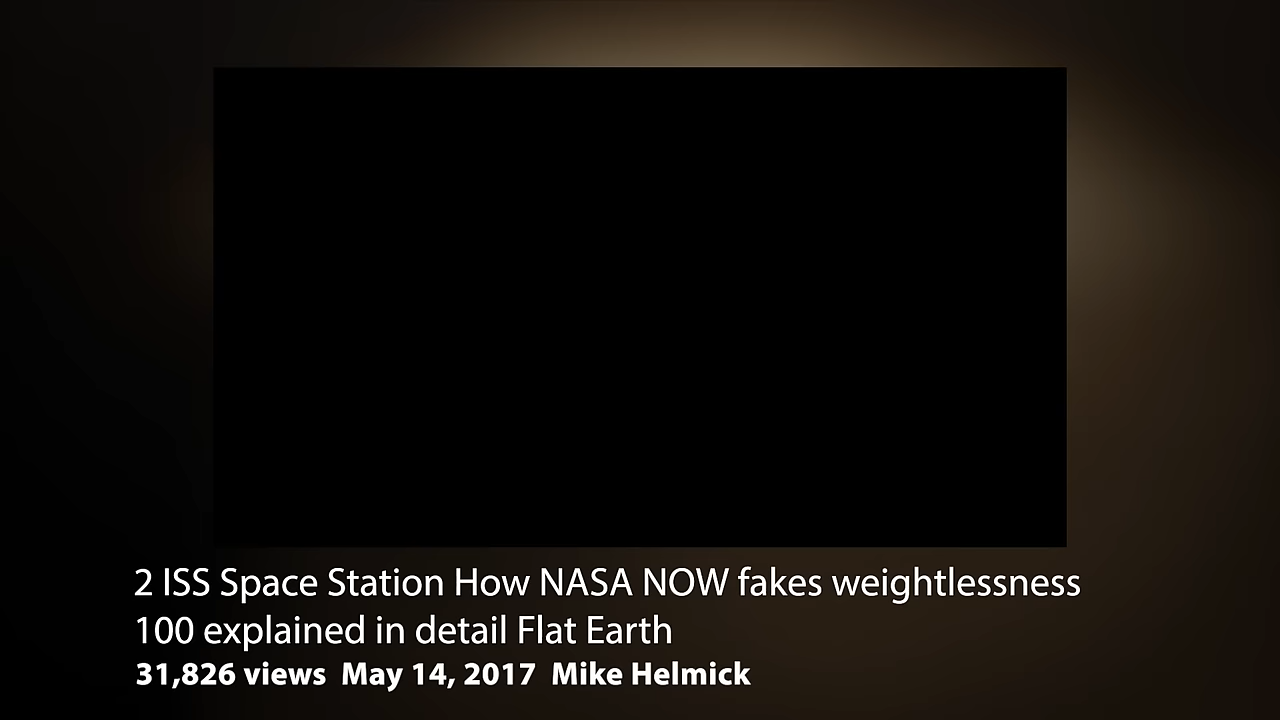 2 ISS Space Station How NASA NOW fakes weightlessness
100 explained in detail Flat Earth
31,826 views May 14, 2017 Mike Helmick